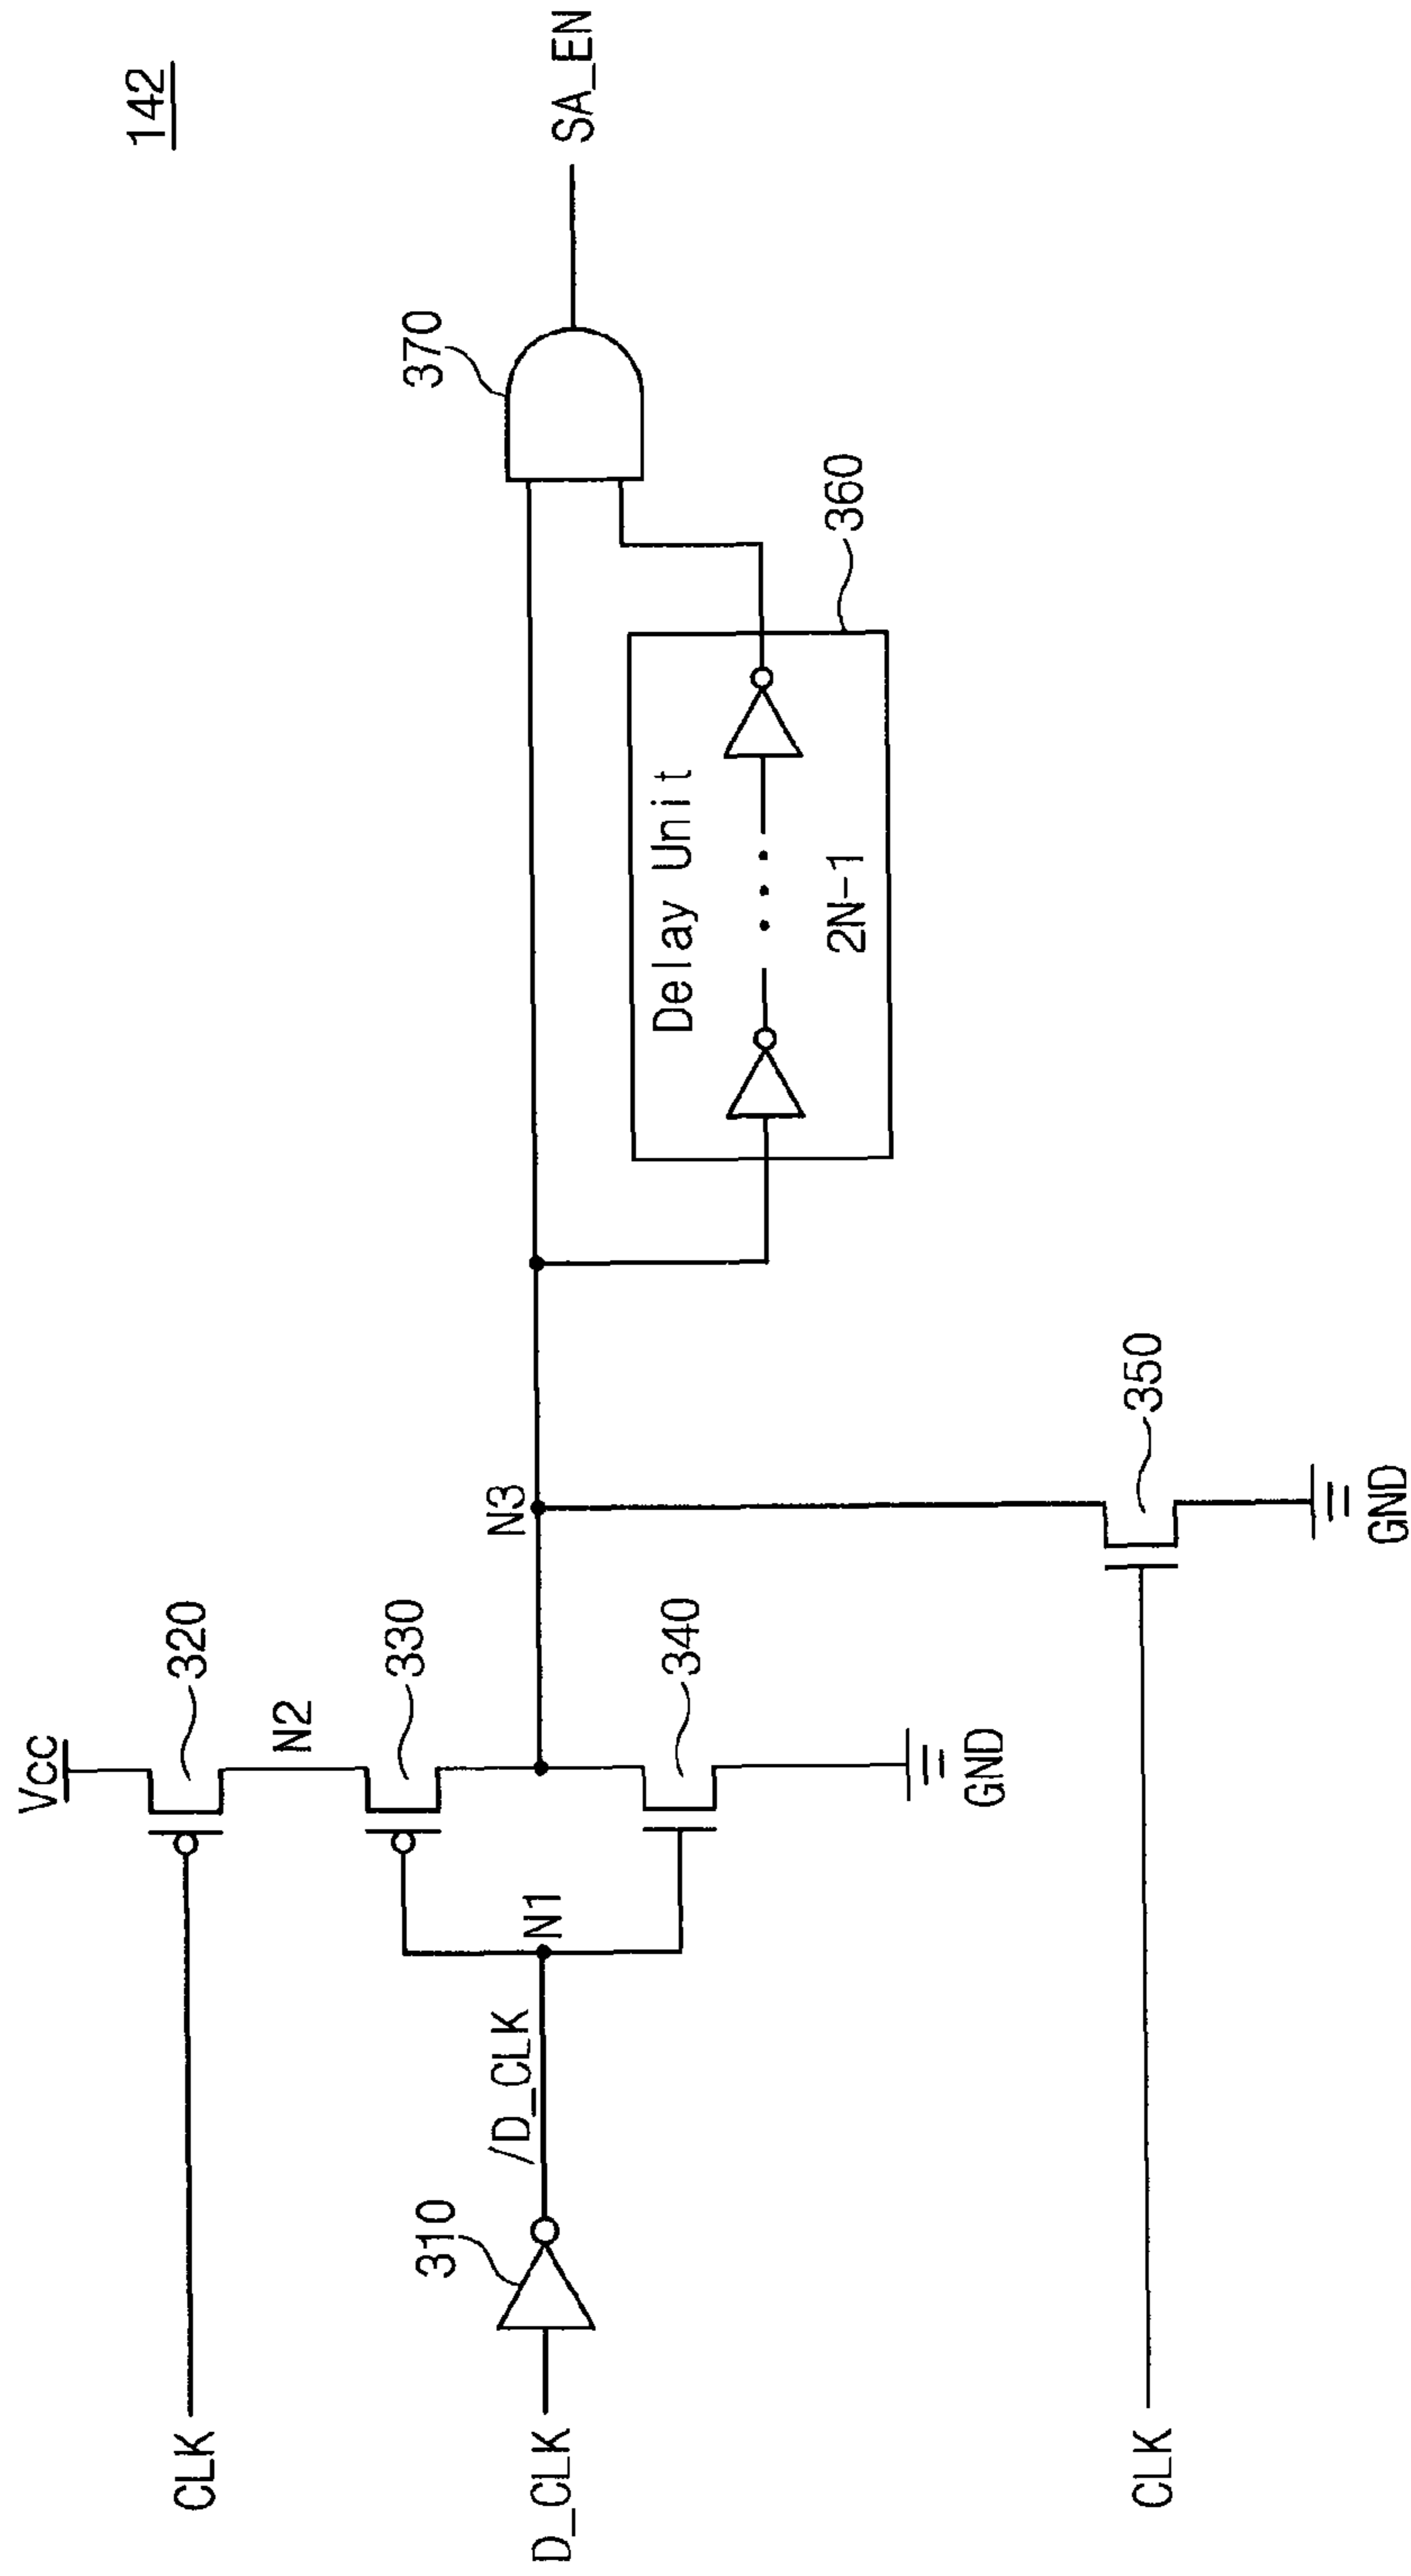 142
Vcc
CLK
320
N2
330
370
SA_EN
310
/D_CLK
N1
N3
D_CLK
340
Delay Unit
2N-1
360
GND
CLK
350
GND